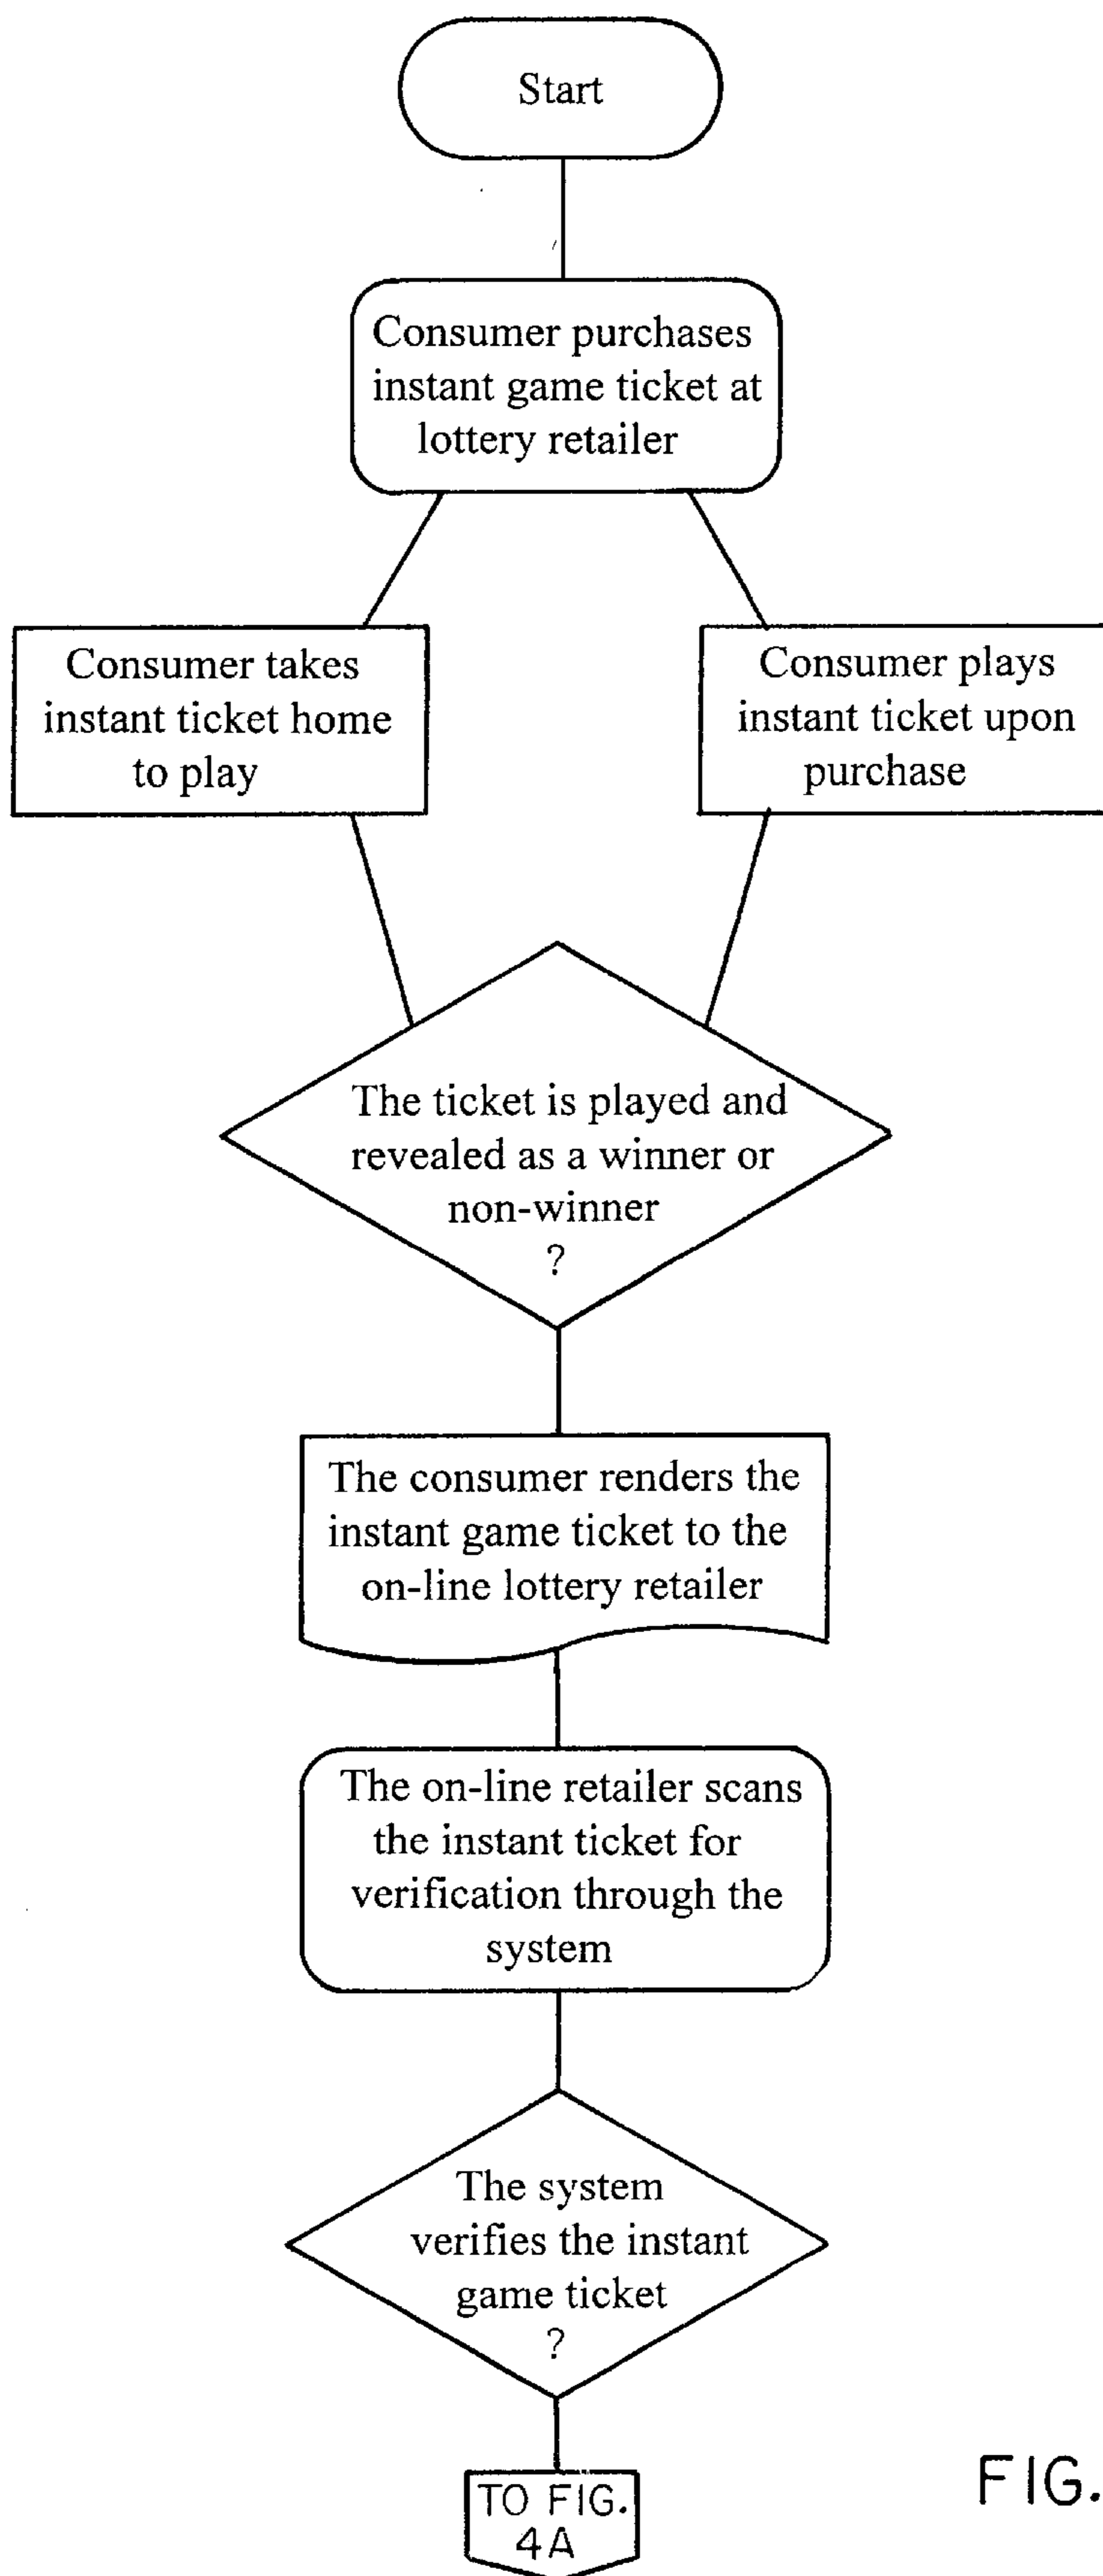 Start
Consumer purchases
instant game ticket at
lottery retailer
Consumer takes
instant ticket home
to play
Consumer plays
instant ticket upon
purchase
The ticket is played and
revealed as a winner or
non-winner
?
The consumer renders the
instant game ticket to the
on-line lottery retailer
The on-line retailer scans
the instant ticket for
verification through the
system
The system
verifies the instant
game ticket
?
TO FIG.
4A
FIG.